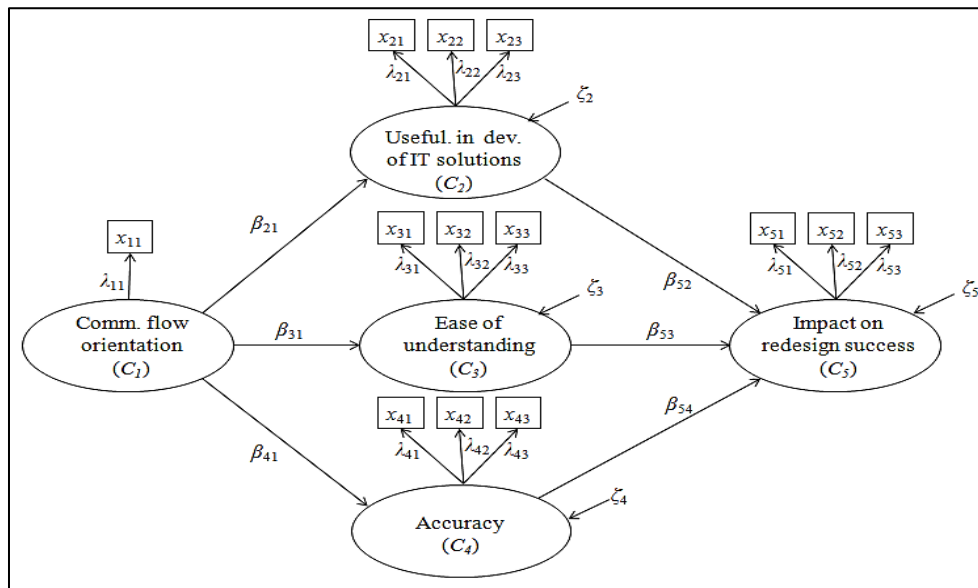 x21 x22 x23
λ21 λ22 λ23
ζ2
Useful. in dev.
of IT solutions
(C2)
β21
x11
λ11
x31 x32 x33
λ31 λ32 λ33
ζ3
β52
x51 x52 x53
λ51 λ52 λ53
ζ5
Comm. flow
orientation
(C1)
β31
Ease of
understanding
(C3)
β53
Impact on
redesign success
(C5)
β41
x41 x42 x43
λ41 λ42 λ43
β54
ζ4
Accuracy
(C4)